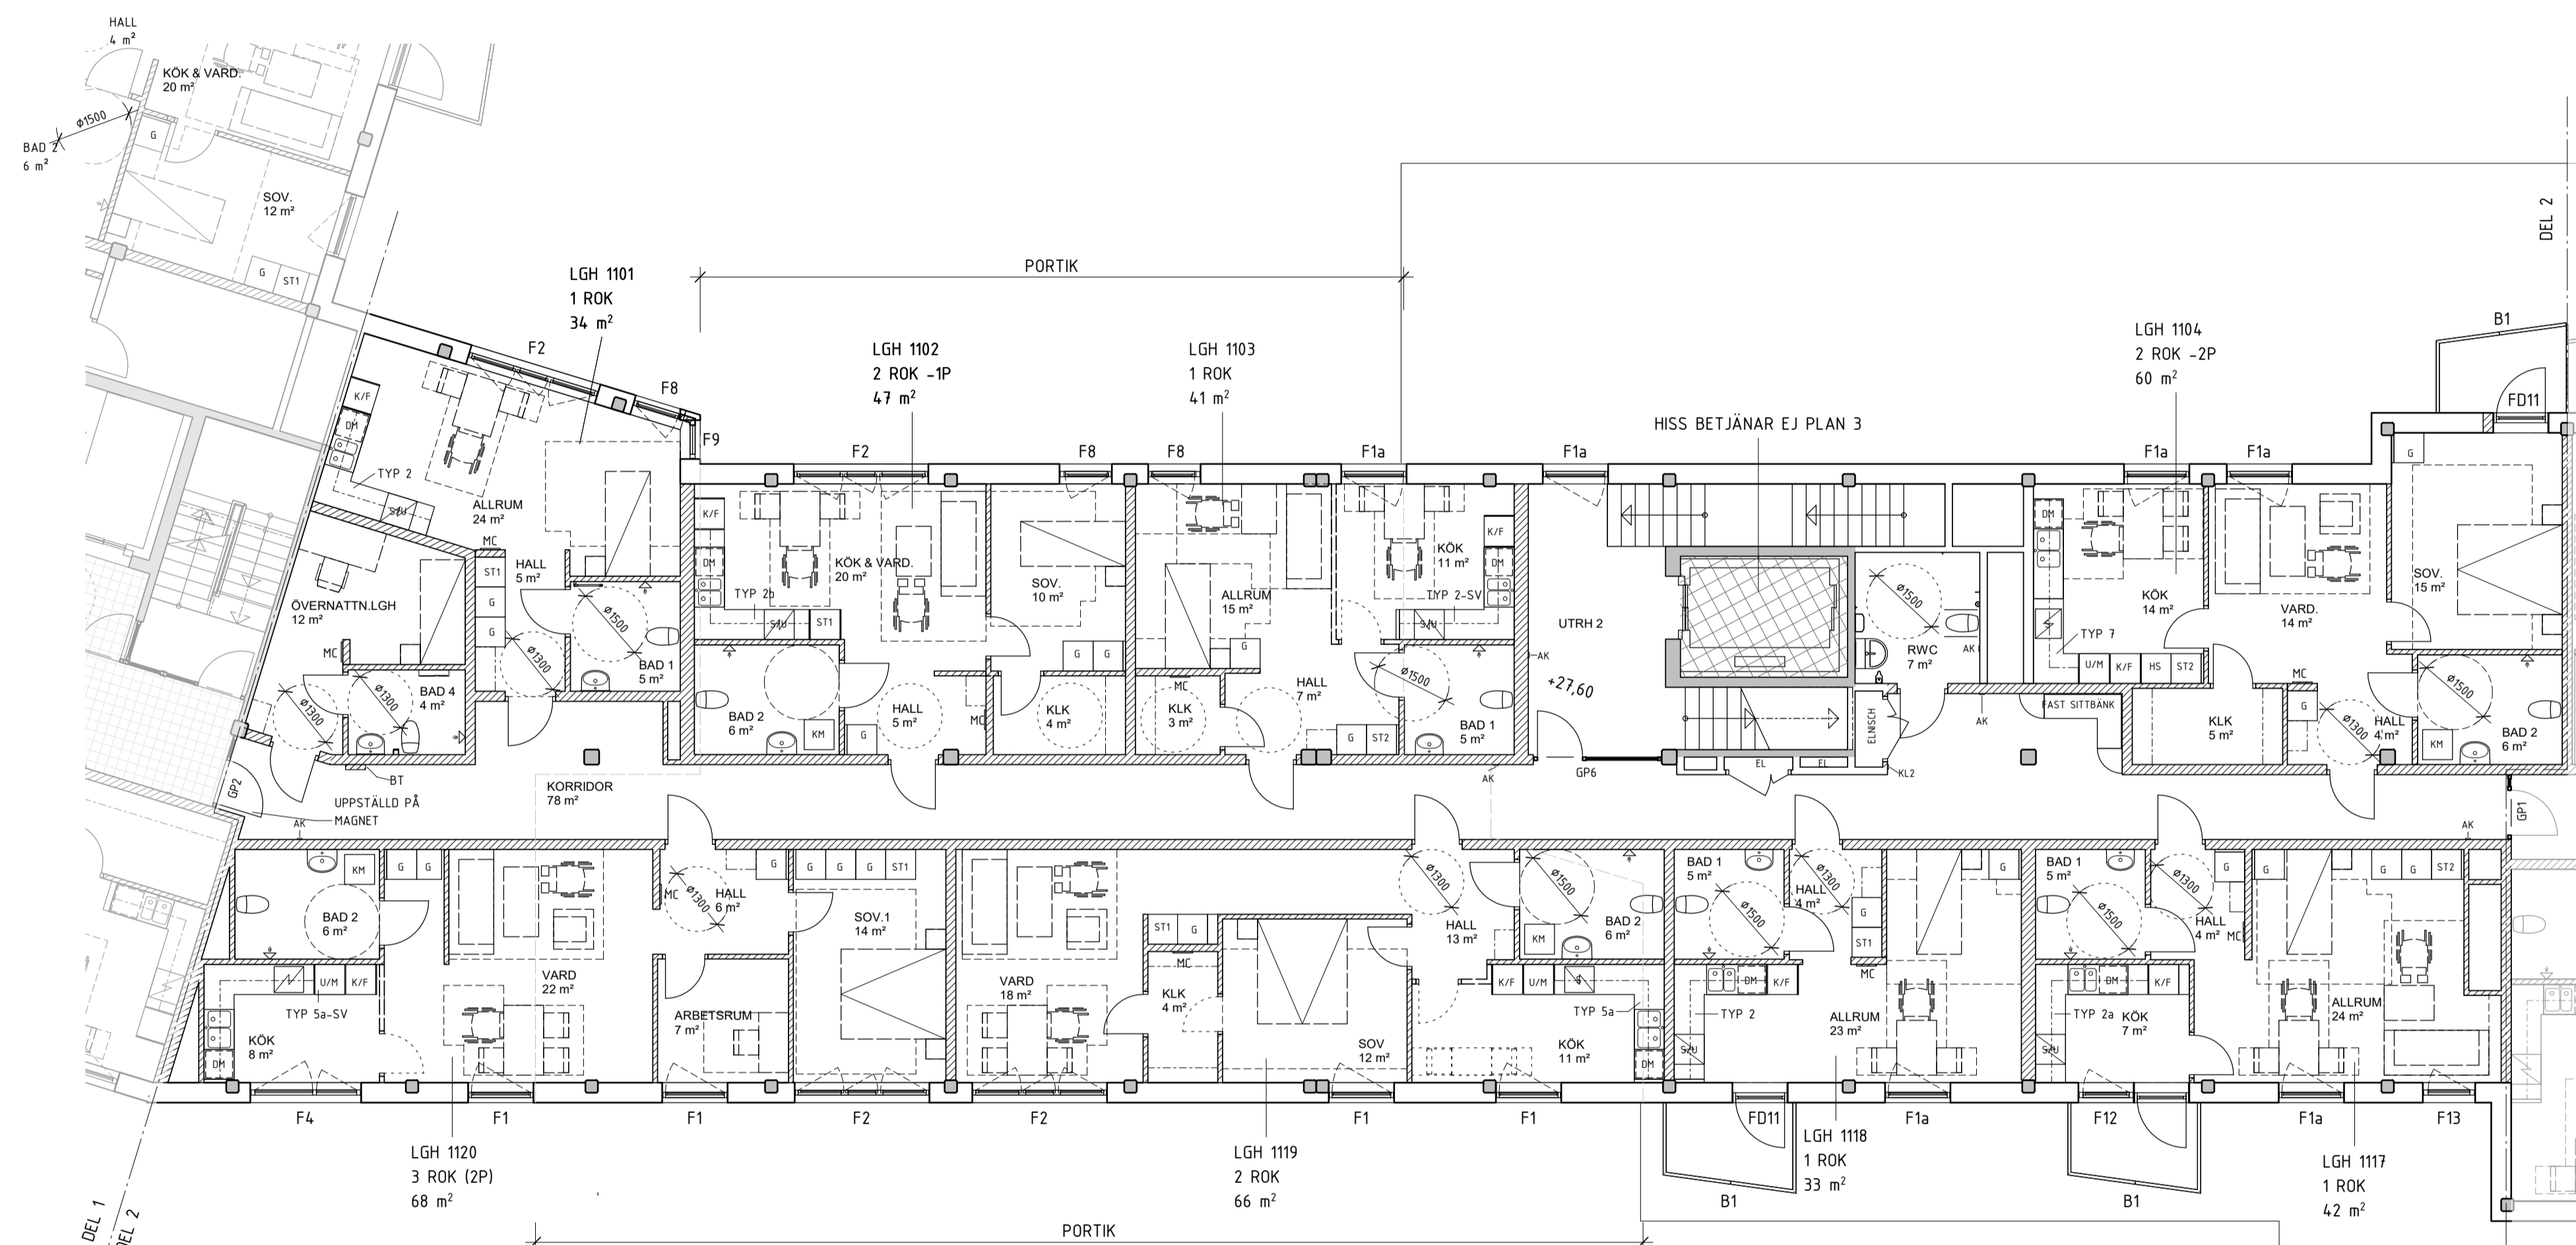 HALL
4 m²
KÖK & VARD.
20 m²
ø1500
G
BAD 2
6 m²
SOV.
12 m²
G
ST1
DEL 2
PORTIK
LGH 1101
1 ROK
34 m²
B1
LGH 1104
2 ROK -2P
60 m²
F2
LGH 1102
2 ROK -1P
47 m²
LGH 1103
1 ROK
41 m²
F8
FD11
HISS BETJÄNAR EJ PLAN 3
F9
F2
F8
F8
F1a
F1a
F1a
F1a
K/F
DM
TYP 2
S/U
ALLRUM
24 m²
MC
HALL
5 m²
ST1
G
G
ø1500
ø1300
BAD 1
5 m²
ÖVERNATTN.LGH
12 m²
MC
ø1300
ø1300
BAD 4
4 m²
BT
GP2
UPPSTÄLLD PÅ
MAGNET
AK
KORRIDOR
78 m²
K/F
DM
TYP 2b
S/U
ST1
KÖK & VARD.
20 m²
SOV.
10 m²
G
G
BAD 2
6 m²
KM
G
HALL
5 m²
MC
KLK
4 m²
ALLRUM
15 m²
G
MC
KLK
3 m²
HALL
7 m²
G
ST2
KÖK
11 m²
K/F
DM
TYP 2-SV
S/U
ø1500
BAD 1
5 m²
AK
UTRH 2
AK
+27,60
GP6
EL
EL
ELNISCH
KL2
ø1500
RWC
7 m²
AK
AK
FAST SITTBÄNK
DM
KÖK
14 m²
TYP 7
U/M
K/F
HS
ST2
VARD.
14 m²
G
SOV.
15 m²
KLK
5 m²
MC
G
ø1300
HALL
4 m²
ø1500
KM
BAD 2
6 m²
AK
GP1
KM
G
G
BAD 2
6 m²
U/M
K/F
TYP 5a-SV
KÖK
8 m²
DM
VARD
22 m²
MC
ø1300
G
HALL
6 m²
ARBETSRUM
7 m²
G
G
G
ST1
SOV.1
14 m²
VARD
18 m²
ST1
G
MC
KLK
4 m²
SOV
12 m²
ø1300
HALL
13 m²
ø1500
KM
BAD 2
6 m²
K/F
U/M
TYP 5a
KÖK
11 m²
DM
BAD 1
5 m²
ø1500
ø1300
HALL
4 m²
G
ST1
MC
G
DM
K/F
TYP 2
S/U
ALLRUM
23 m²
BAD 1
5 m²
ø1500
ø1300
G
HALL
4 m²
MC
DM
K/F
TYP 2a
S/U
KÖK
7 m²
G
G
G
ST2
ALLRUM
24 m²
F4
F1
F1
F2
F2
F1
F1
FD11
F1a
F12
F1a
F13
LGH 1120
3 ROK (2P)
68 m²
LGH 1119
2 ROK
66 m²
LGH 1118
1 ROK
33 m²
LGH 1117
1 ROK
42 m²
B1
B1
DEL 1
DEL 2
PORTIK